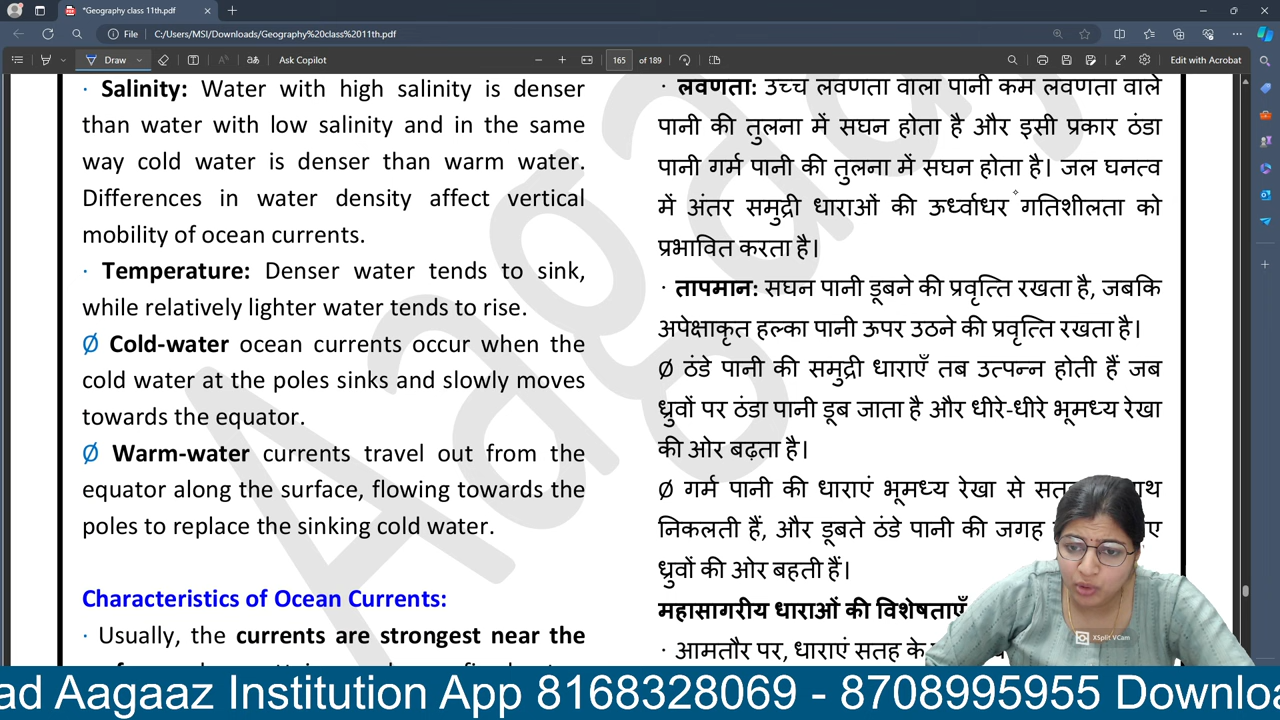 *Geography class 11th.pdf
File
C:/Users/MSI/Downloads/Geography%20class%2011th.pdf
Draw
Ask Copilot
165 of 189
Edit with Acrobat
· Salinity: Water with high salinity is denser
than water with low salinity and in the same
way cold water is denser than warm water.
Differences in water density affect vertical
mobility of ocean currents.
· Temperature: Denser water tends to sink,
while relatively lighter water tends to rise.
Ø Cold-water ocean currents occur when the
cold water at the poles sinks and slowly moves
towards the equator.
Ø Warm-water currents travel out from the
equator along the surface, flowing towards the
poles to replace the sinking cold water.
Characteristics of Ocean Currents:
· Usually, the currents are strongest near the
· लवणता: उच्च लवणता वाला पानी कम लवणता वाले
पानी की तुलना में सघन होता है और इसी प्रकार ठंडा
पानी गर्म पानी की तुलना में सघन होता है। जल घनत्व
में अंतर समुद्री धाराओं की ऊर्ध्वाधर गतिशीलता को
प्रभावित करता है।
· तापमान: सघन पानी डूबने की प्रवृत्ति रखता है, जबकि
अपेक्षाकृत हल्का पानी ऊपर उठने की प्रवृत्ति रखता है।
Ø ठंडे पानी की समुद्री धाराएँ तब उत्पन्न होती हैं जब
ध्रुवों पर ठंडा पानी डूब जाता है और धीरे-धीरे भूमध्य रेखा
की ओर बढ़ता है।
Ø गर्म पानी की धाराएं भूमध्य रेखा से
निकलती हैं, और डूबते ठंडे पानी की जगह
ध्रुवों की ओर बहती हैं।
महासागरीय धाराओं की विशेषताएँ
· आमतौर पर, धाराएं सतह के
XSplit VCam
Aagaaz Institution App 8168328069 - 8708995955